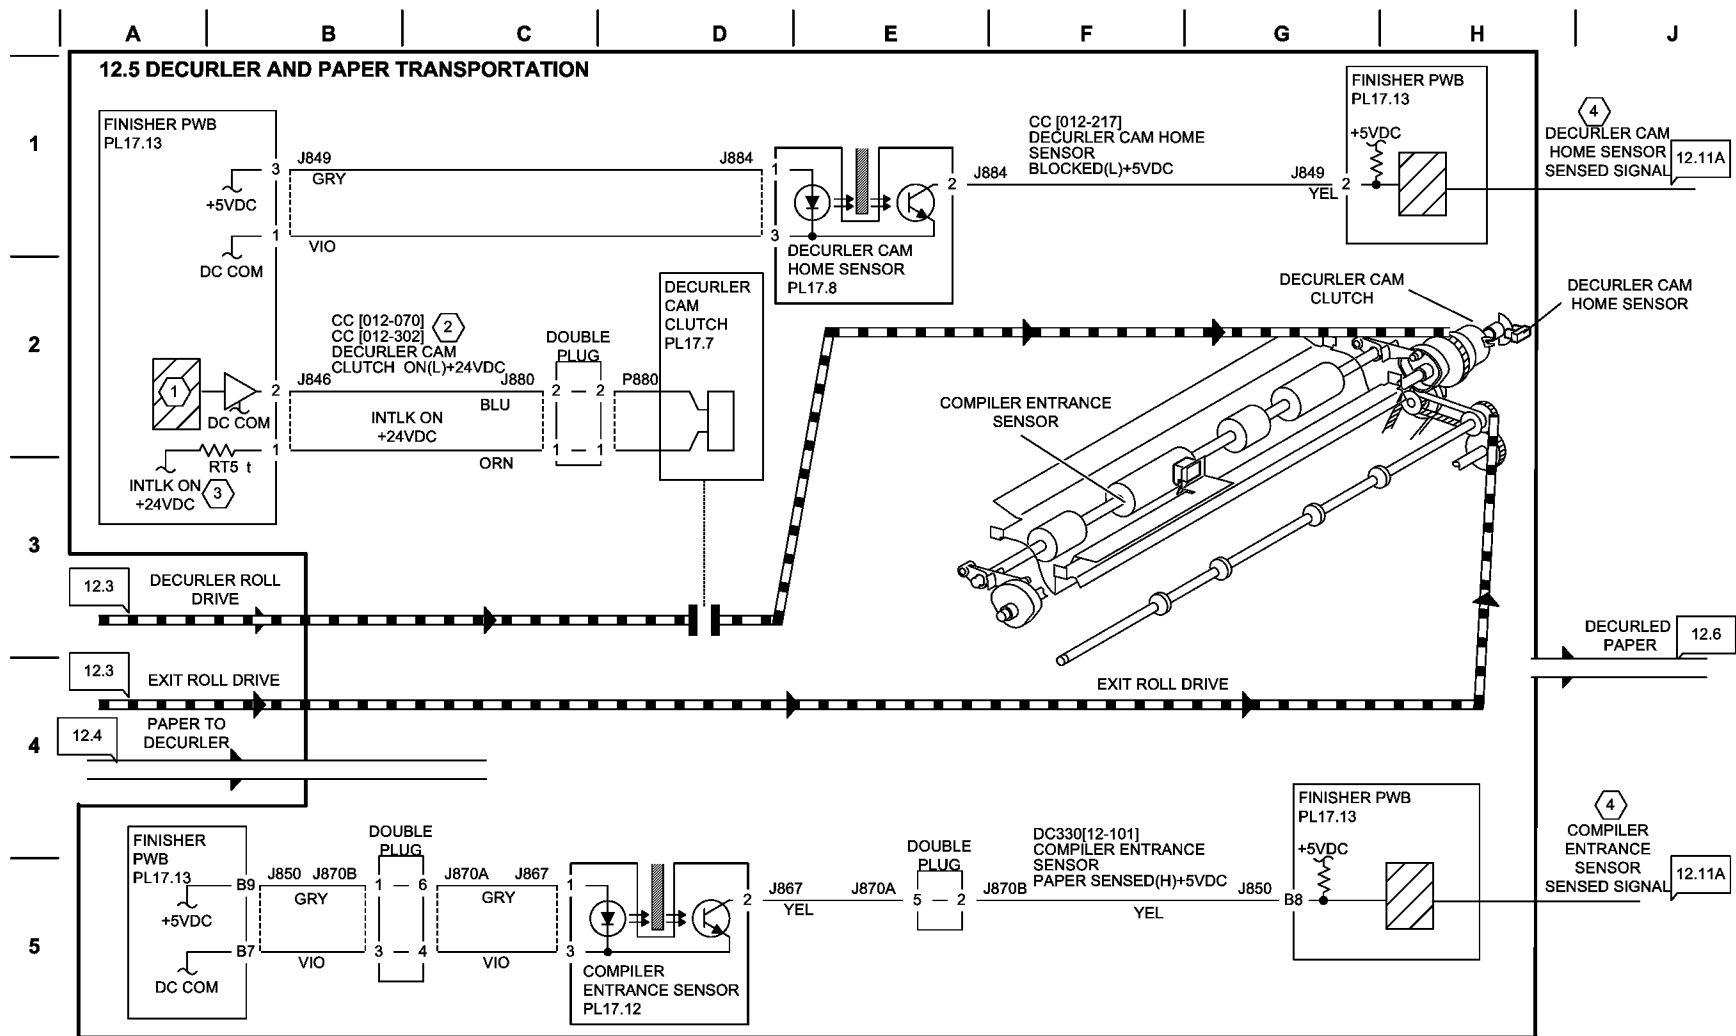 A B C D E F G H J
1
2
3
4
5
12.5 DECURLER AND PAPER TRANSPORTATION
FINISHER PWB
PL17.13
3
+5VDC
1
DC COM
J849
GRY
VIO
J884
1
3
2
DECURLER CAM
HOME SENSOR
PL17.8
J884
CC [012-217]
DECURLER CAM HOME
SENSOR
BLOCKED(L)+5VDC
J849
YEL
2
FINISHER PWB
PL17.13
+5VDC
4
DECURLER CAM
HOME SENSOR
SENSED SIGNAL
12.11A
1
2
DC COM
1
RT5 t
INTLK ON
+24VDC
3
CC [012-070]
CC [012-302]
2
DECURLER CAM
CLUTCH ON(L)+24VDC
J846
J880
BLU
INTLK ON
+24VDC
ORN
DOUBLE
PLUG
2 2
1 1
P880
DECURLER
CAM
CLUTCH
PL17.7
DECURLER CAM
CLUTCH
DECURLER CAM
HOME SENSOR
COMPILER ENTRANCE
SENSOR
12.3
DECURLER ROLL
DRIVE
12.3
EXIT ROLL DRIVE
EXIT ROLL DRIVE
12.4
PAPER TO
DECURLER
DECURLED
PAPER
12.6
FINISHER
PWB
PL17.13
B9
+5VDC
B7
DC COM
J850 J870B
GRY
VIO
DOUBLE
PLUG
1 6
3 4
J870A J867
GRY
VIO
1
3
2
COMPILER
ENTRANCE SENSOR
PL17.12
J867
YEL
J870A
DOUBLE
PLUG
5 2
J870B
DC330[12-101]
COMPILER ENTRANCE
SENSOR
PAPER SENSED(H)+5VDC
YEL
J850
B8
FINISHER PWB
PL17.13
+5VDC
4
COMPILER
ENTRANCE
SENSOR
SENSED SIGNAL
12.11A